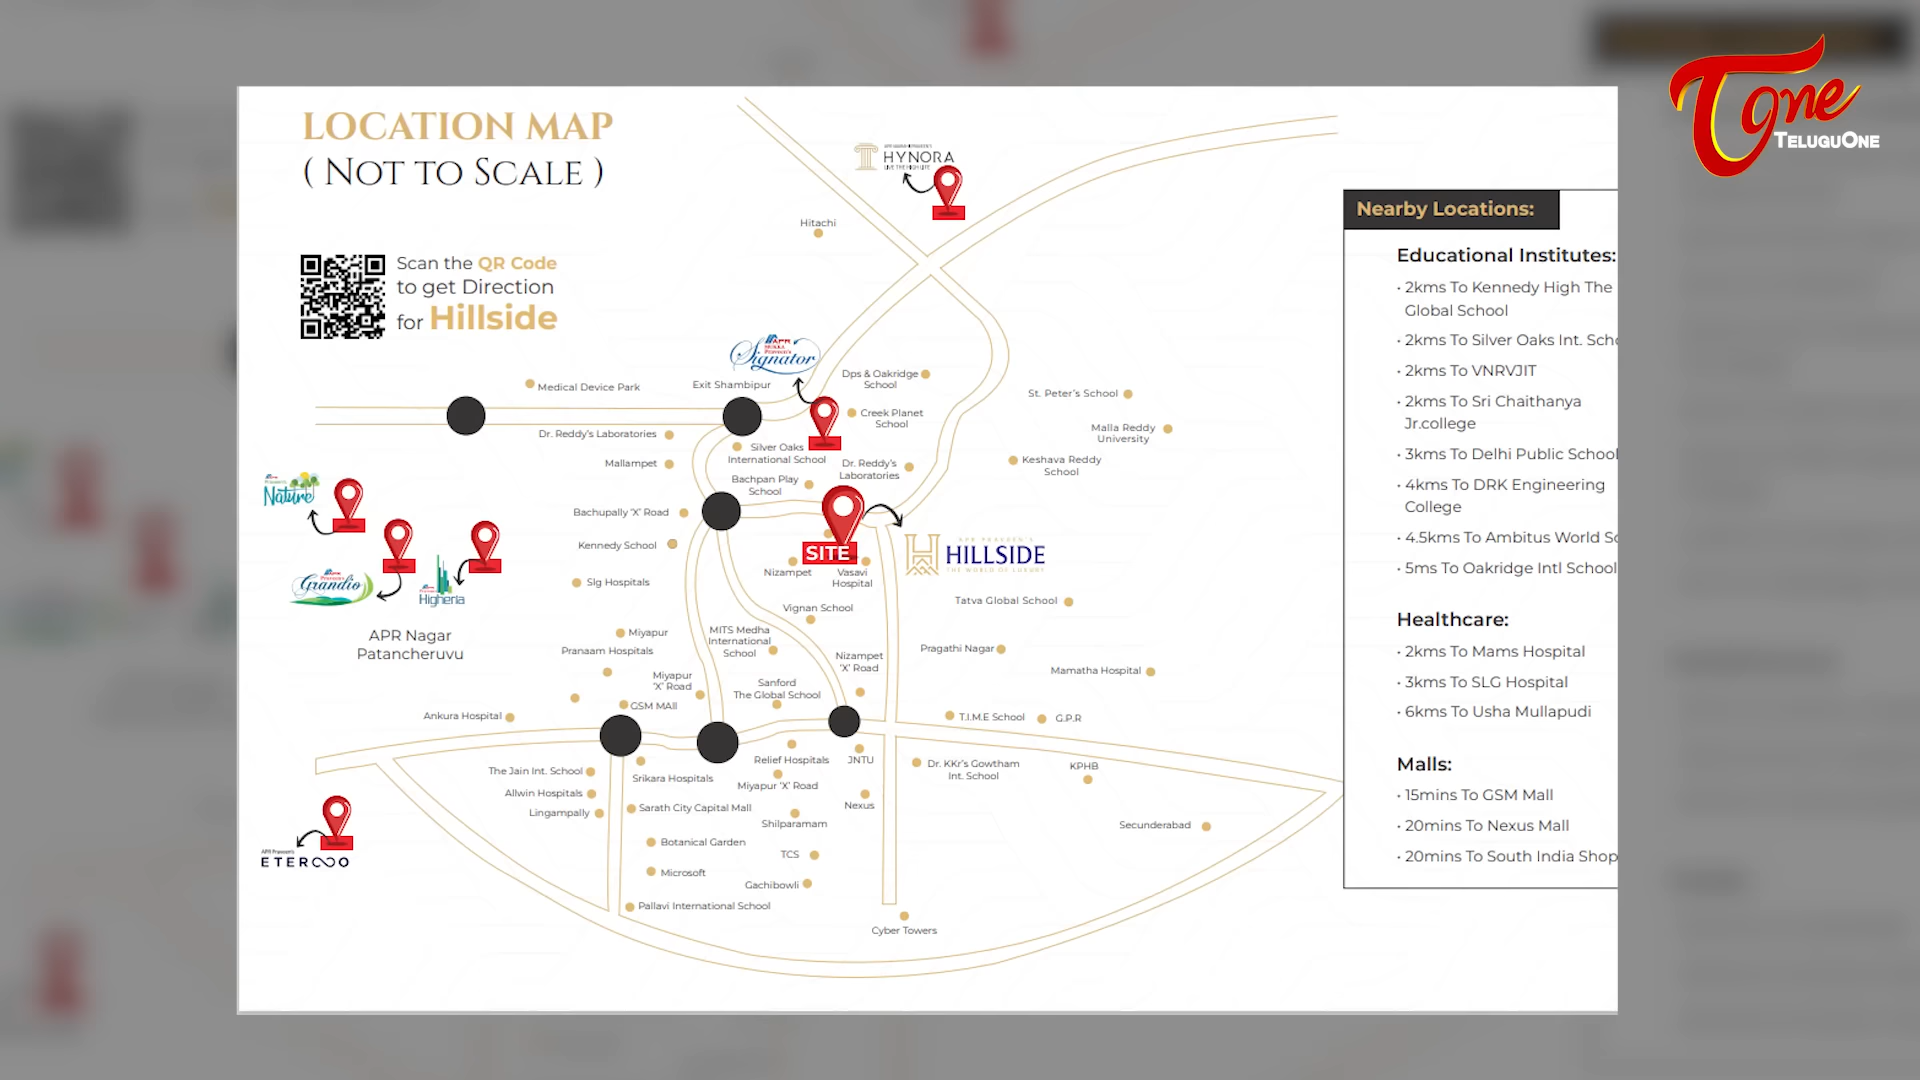 LOCATION MAP
( NOT TO SCALE )
Scan the QR Code
to get Direction
for Hillside
TELUGUONE
HYNORA
Hitachi
APR
Signator
Medical Device Park
Exit Shambipur
Dps & Oakridge
School
Creek Planet
School
St. Peter's School
Malla Reddy
University
Keshava Reddy
School
Dr. Reddy's Laboratories
Mallampet
Silver Oaks
International School
Dr. Reddy's
Laboratories
Bachpan Play
School
Bachupally 'X' Road
Kennedy School
Slg Hospitals
SITE
HILLSIDE
THE WORLD OF LUXURY
Nizampet
Vasavi
Hospital
Nature
Grandio
Higheria
APR Nagar
Patancheruvu
Tatva Global School
Vignan School
Miyapur
MITS Medha
International
School
Pranaam Hospitals
Pragathi Nagar
Nizampet
'X' Road
Mamatha Hospital
Miyapur
'X' Road
Sanford
The Global School
GSM MAll
Ankura Hospital
T.I.M.E School
G.P.R
The Jain Int. School
Srikara Hospitals
Relief Hospitals
JNTU
Dr. KKr's Gowtham
Int. School
KPHB
Allwin Hospitals
Miyapur 'X' Road
Lingampally
Sarath City Capital Mall
Nexus
Shilparamam
Secunderabad
Botanical Garden
TCS
Microsoft
Gachibowli
Pallavi International School
Cyber Towers
APR Praveen's
ETEROO
Nearby Locations:
Educational Institutes:
• 2kms To Kennedy High The
Global School
• 2kms To Silver Oaks Int. Scho
• 2kms To VNRVJIT
• 2kms To Sri Chaithanya
Jr.college
• 3kms To Delhi Public School
• 4kms To DRK Engineering
College
• 4.5kms To Ambitus World Sc
• 5ms To Oakridge Intl School
Healthcare:
• 2kms To Mams Hospital
• 3kms To SLG Hospital
• 6kms To Usha Mullapudi
Malls:
• 15mins To GSM Mall
• 20mins To Nexus Mall
• 20mins To South India Shop